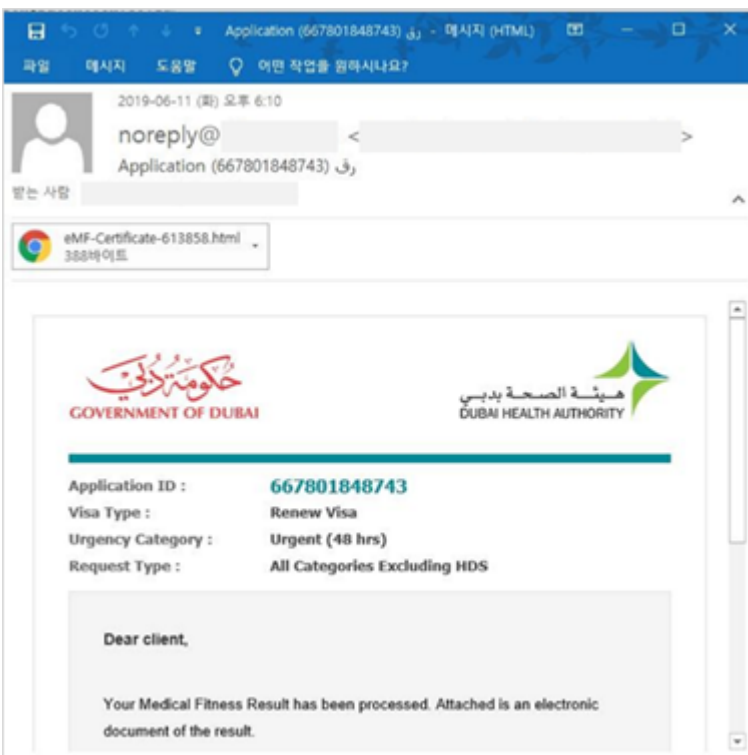 Application (667801848743) رق - 메시지 (HTML)
파일 메시지 도움말 어떤 작업을 원하시나요?
2019-06-11 (화) 오후 6:10
noreply@ < >
Application (667801848743) رق
받는 사람
eMF-Certificate-613858.html
388바이트
حكومة دبي
GOVERNMENT OF DUBAI
هيئة الصحة بدبي
DUBAI HEALTH AUTHORITY
Application ID : 667801848743
Visa Type : Renew Visa
Urgency Category : Urgent (48 hrs)
Request Type : All Categories Excluding HDS
Dear client,
Your Medical Fitness Result has been processed. Attached is an electronic
document of the result.